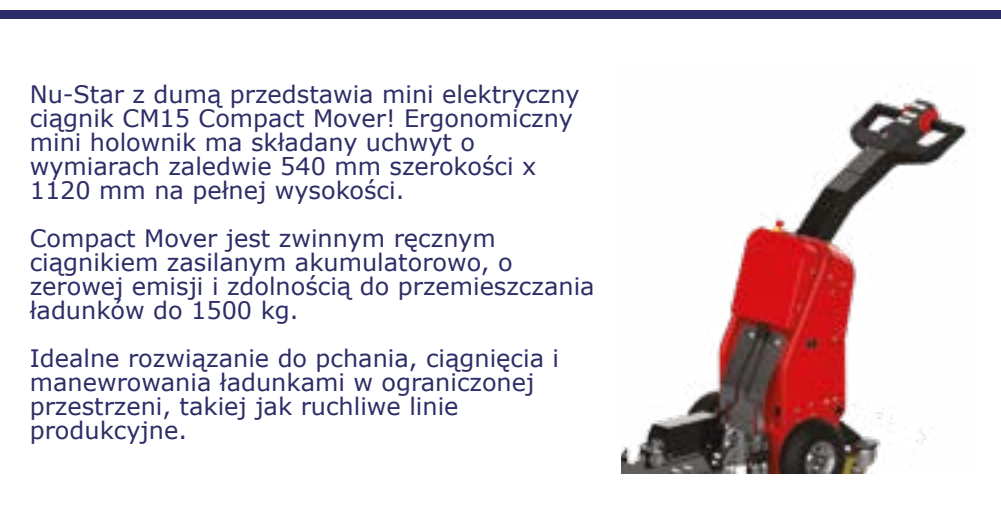 Nu-Star z dumą przedstawia mini elektryczny
ciągnik CM15 Compact Mover! Ergonomiczny
mini holownik ma składany uchwyt o
wymiarach zaledwie 540 mm szerokości x
1120 mm na pełnej wysokości.
Compact Mover jest zwinnym ręcznym
ciągnikiem zasilanym akumulatorowo, o
zerowej emisji i zdolnością do przemieszczania
ładunków do 1500 kg.
Idealne rozwiązanie do pchania, ciągnięcia i
manewrowania ładunkami w ograniczonej
przestrzeni, takiej jak ruchliwe linie
produkcyjne.